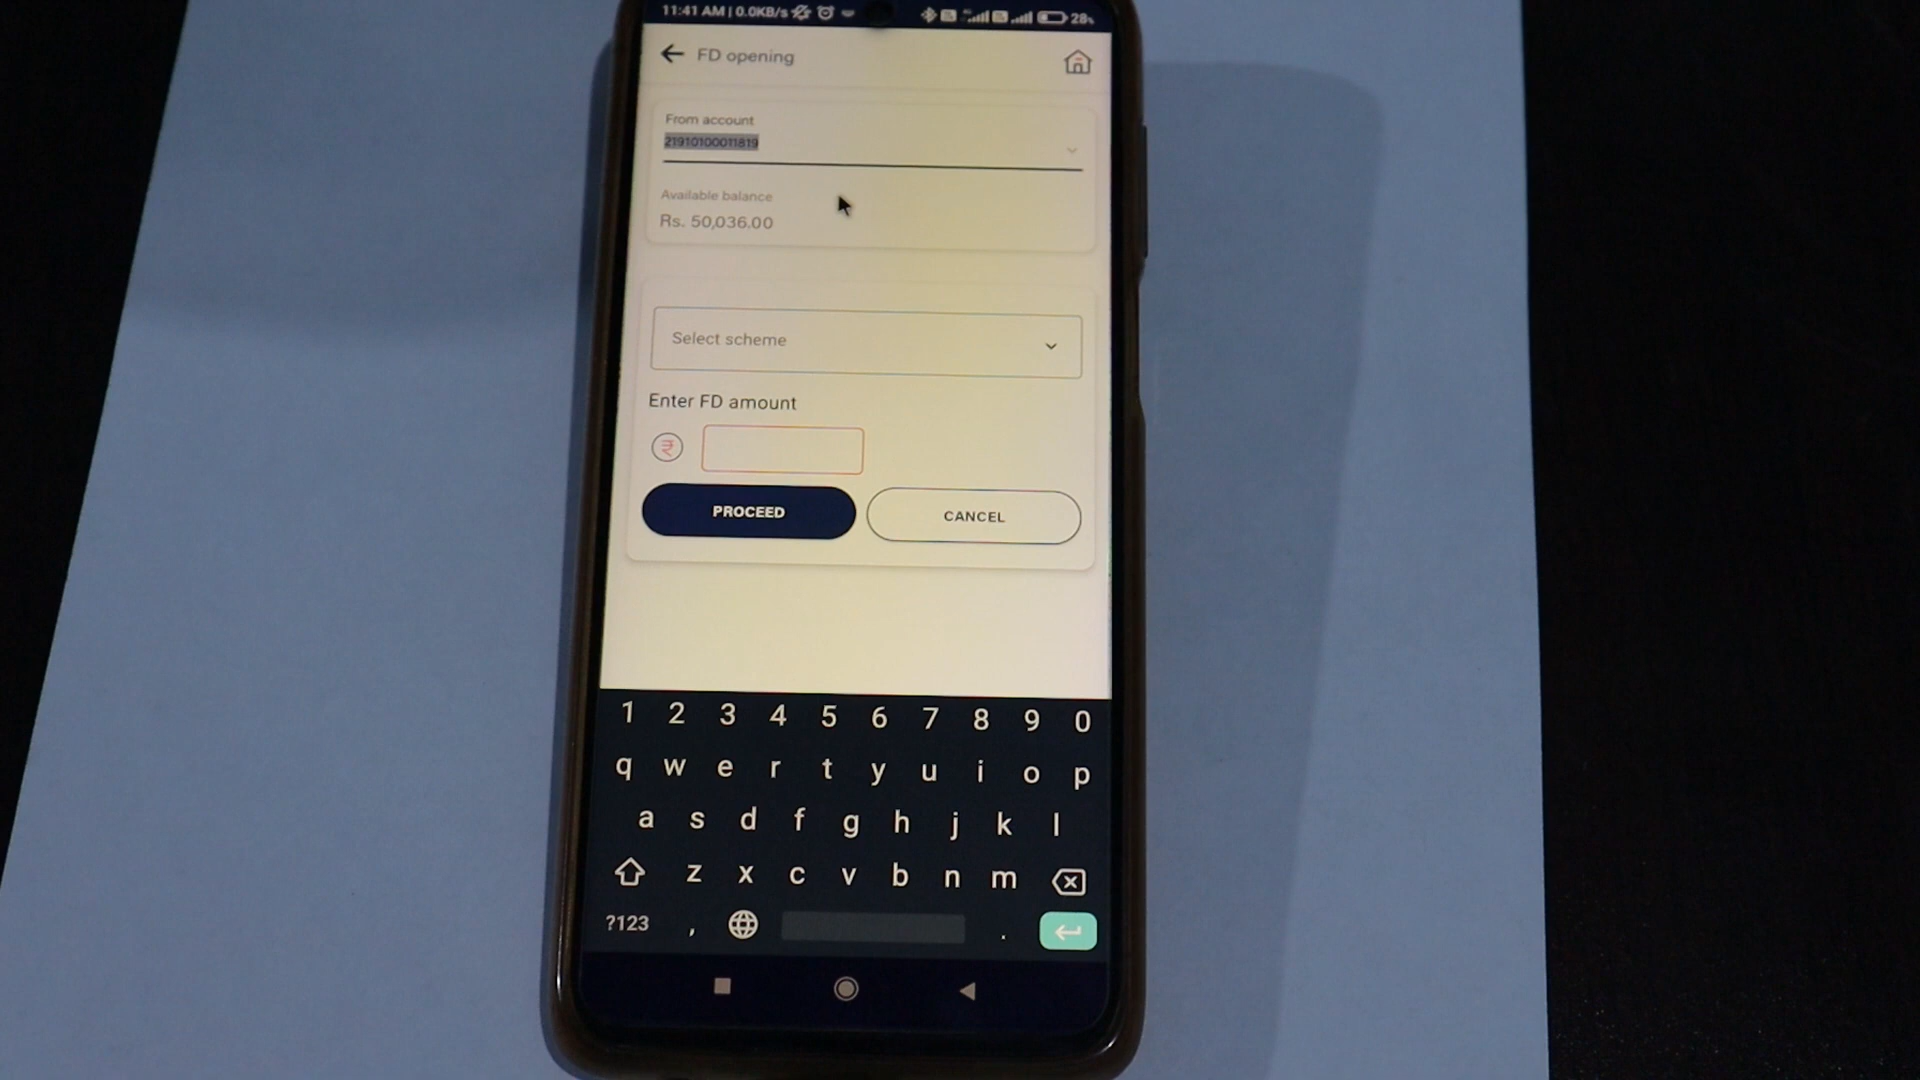 11:41 AM | 0.0KB/s
28%
FD opening
From account
21910100011819
Available balance
Rs. 50,036.00
Select scheme
Enter FD amount
₹
PROCEED
CANCEL
1 2 3 4 5 6 7 8 9 0
q w e r t y u i o p
a s d f g h j k l
z x c v b n m
?123 , .